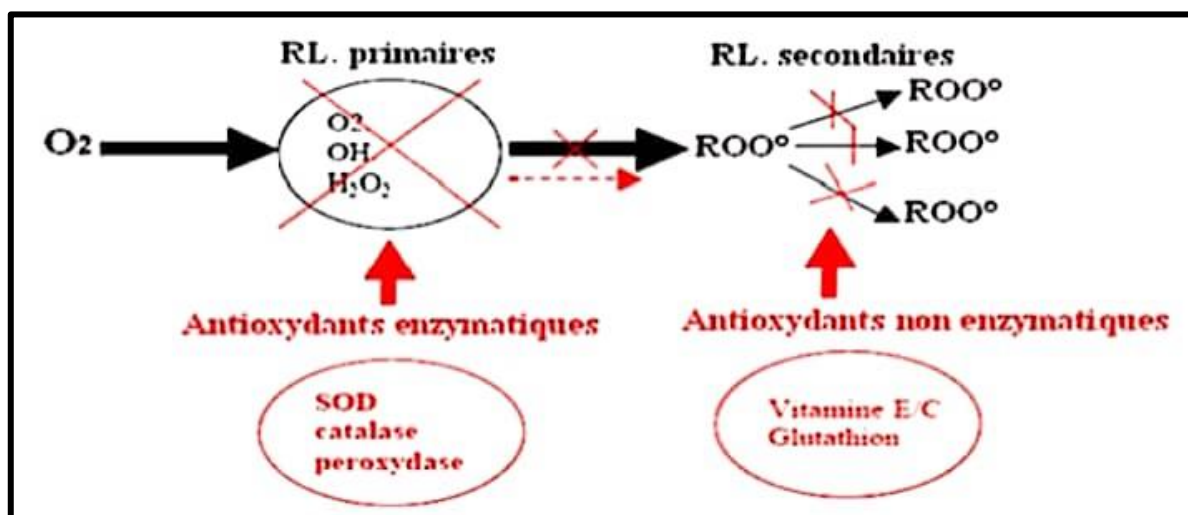 RL. primaires
RL. secondaires
O2
O2
OH
H₂O₂
ROO°
ROO°
ROO°
ROO°
Antioxydants enzymatiques
Antioxydants non enzymatiques
SOD
catalase
peroxydase
Vitamine E/C
Glutathion